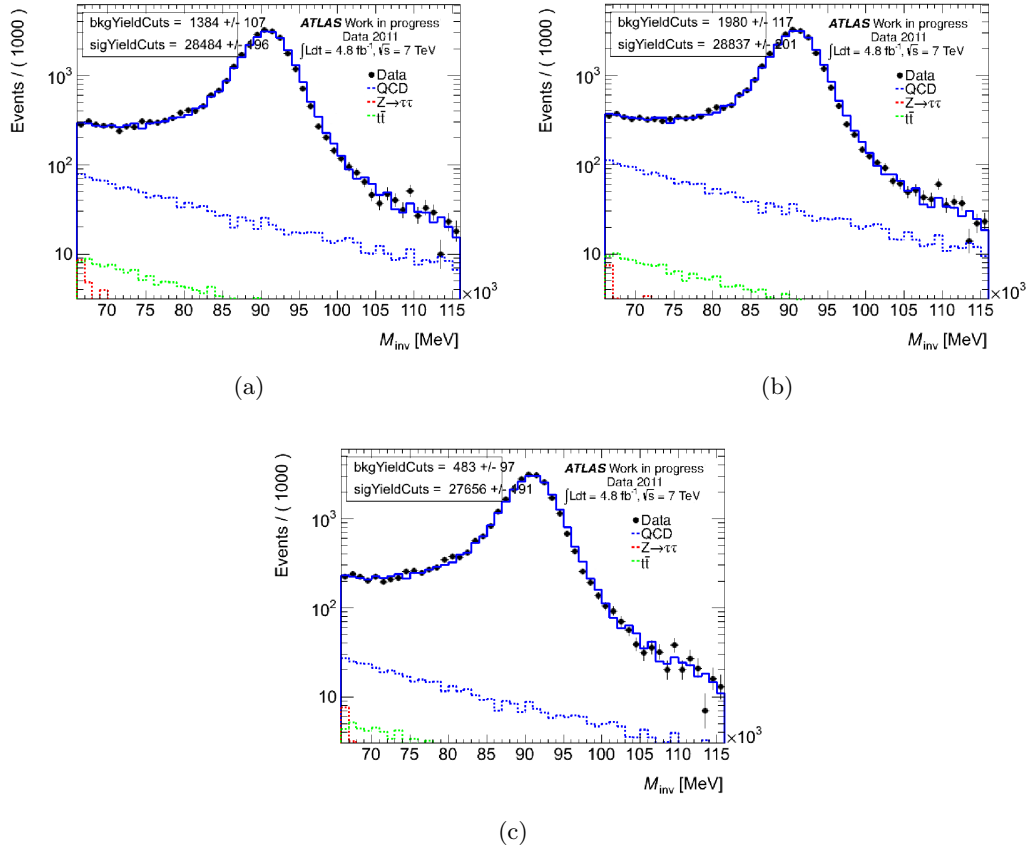 bkgYieldCuts = 1384 +/- 107
sigYieldCuts = 28484 +/- 196
ATLAS Work in progress
Data 2011
∫Ldt = 4.8 fb⁻¹, √s = 7 TeV
Data
QCD
Z→ττ
tt̄
Events / ( 1000 )
10³
10²
10
70 75 80 85 90 95 100 105 110 115
×10³
M_inv [MeV]
(a)
bkgYieldCuts = 1980 +/- 117
sigYieldCuts = 28837 +/- 201
ATLAS Work in progress
Data 2011
∫Ldt = 4.8 fb⁻¹, √s = 7 TeV
Data
QCD
Z→ττ
tt̄
Events / ( 1000 )
10³
10²
10
70 75 80 85 90 95 100 105 110 115
×10³
M_inv [MeV]
(b)
bkgYieldCuts = 483 +/- 97
sigYieldCuts = 27656 +/- 191
ATLAS Work in progress
Data 2011
∫Ldt = 4.8 fb⁻¹, √s = 7 TeV
Data
QCD
Z→ττ
tt̄
Events / ( 1000 )
10³
10²
10
70 75 80 85 90 95 100 105 110 115
×10³
M_inv [MeV]
(c)